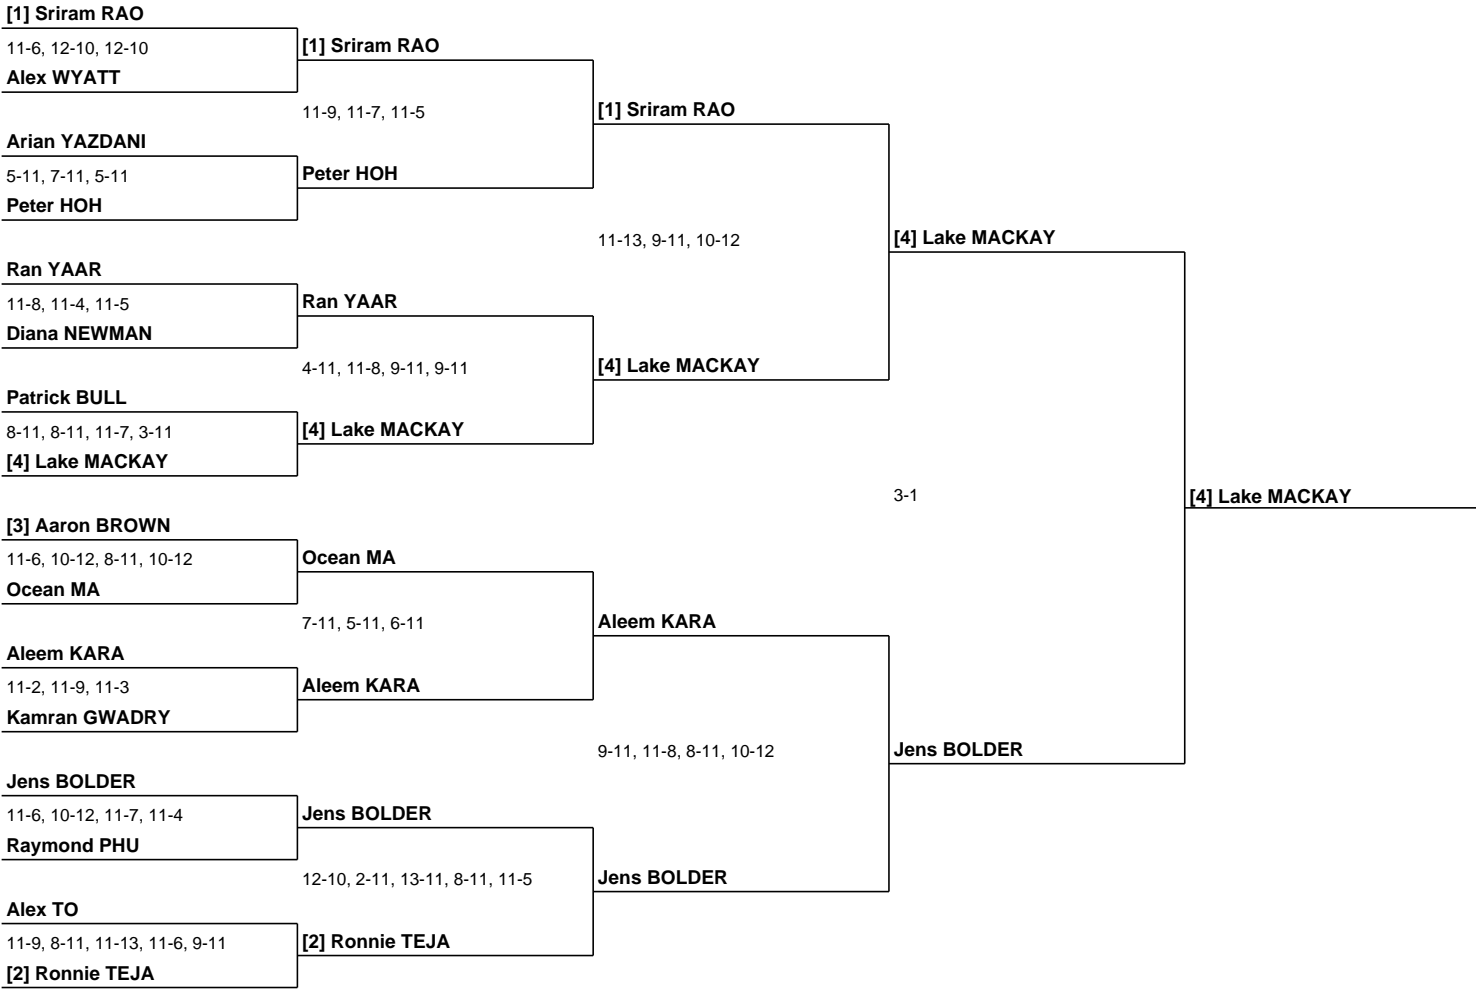 [1] Sriram RAO
11-6, 12-10, 12-10
Alex WYATT
Arian YAZDANI
5-11, 7-11, 5-11
Peter HOH
Ran YAAR
11-8, 11-4, 11-5
Diana NEWMAN
Patrick BULL
8-11, 8-11, 11-7, 3-11
[4] Lake MACKAY
[3] Aaron BROWN
11-6, 10-12, 8-11, 10-12
Ocean MA
Aleem KARA
11-2, 11-9, 11-3
Kamran GWADRY
Jens BOLDER
11-6, 10-12, 11-7, 11-4
Raymond PHU
Alex TO
11-9, 8-11, 11-13, 11-6, 9-11
[2] Ronnie TEJA
[1] Sriram RAO
11-9, 11-7, 11-5
Peter HOH
Ran YAAR
4-11, 11-8, 9-11, 9-11
[4] Lake MACKAY
Ocean MA
7-11, 5-11, 6-11
Aleem KARA
Jens BOLDER
12-10, 2-11, 13-11, 8-11, 11-5
[2] Ronnie TEJA
[1] Sriram RAO
11-13, 9-11, 10-12
[4] Lake MACKAY
Aleem KARA
9-11, 11-8, 8-11, 10-12
Jens BOLDER
[4] Lake MACKAY
3-1
Jens BOLDER
[4] Lake MACKAY